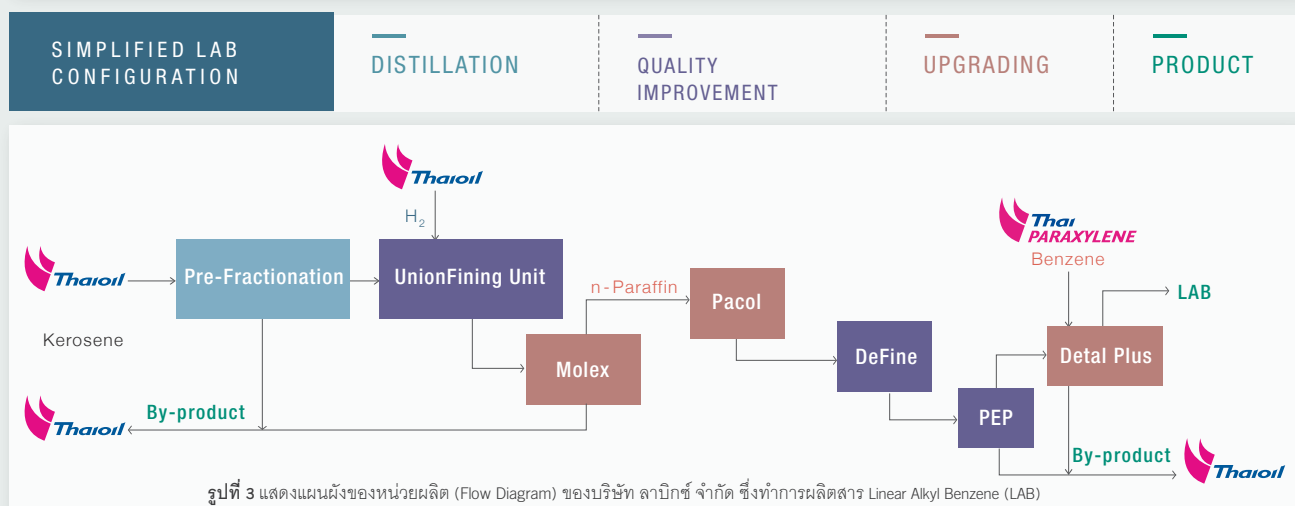 SIMPLIFIED LAB
CONFIGURATION
DISTILLATION
QUALITY
IMPROVEMENT
UPGRADING
PRODUCT
Thaioil
H2
Thai
PARAXYLENE
Benzene
Thaioil
Pre-Fractionation
UnionFining Unit
n-Paraffin
Pacol
LAB
Kerosene
Molex
DeFine
Detal Plus
By-product
Thaioil
PEP
By-product
Thaioil
รูปที่ 3 แสดงแผนผังของหน่วยผลิต (Flow Diagram) ของบริษัท ลาบิกซ์ จำกัด ซึ่งทำการผลิตสาร Linear Alkyl Benzene (LAB)